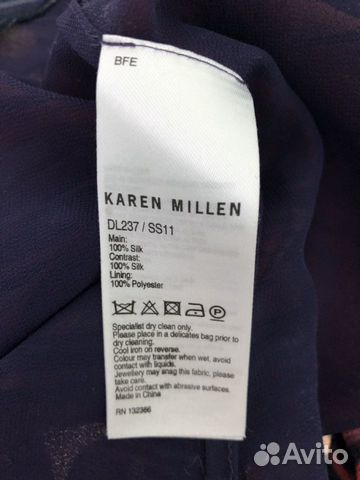 BFE
KAREN MILLEN
DL237 / SS11
Main:
100% Silk
Contrast:
100% Silk
Lining:
100% Polyester
P
Specialist dry clean only.
Please place in a delicates bag prior to
dry cleaning.
Cool iron on reverse.
Colour may transfer when wet, avoid
contact with liquids.
Jewellery may snag this fabric, please
take care.
Avoid contact with abrasive surfaces.
Made in China
RN 132366
Avito